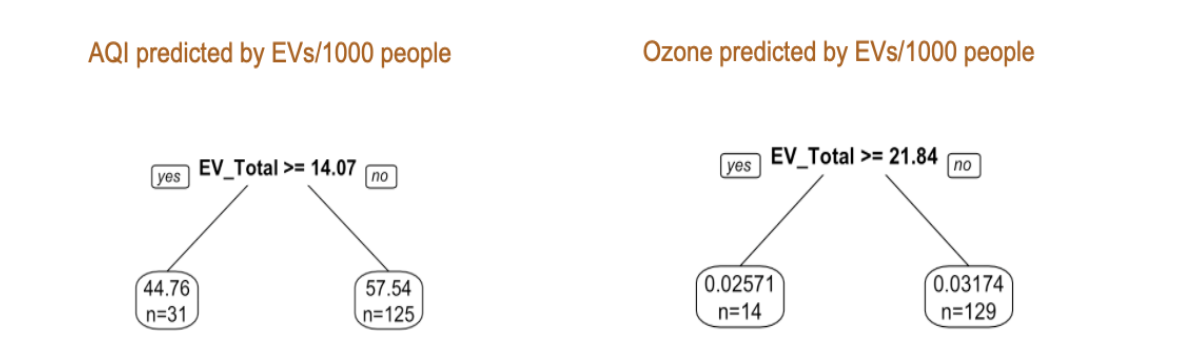 AQI predicted by EVs/1000 people
yes EV_Total >= 14.07 no
44.76
n=31
57.54
n=125
Ozone predicted by EVs/1000 people
yes EV_Total >= 21.84 no
0.02571
n=14
0.03174
n=129